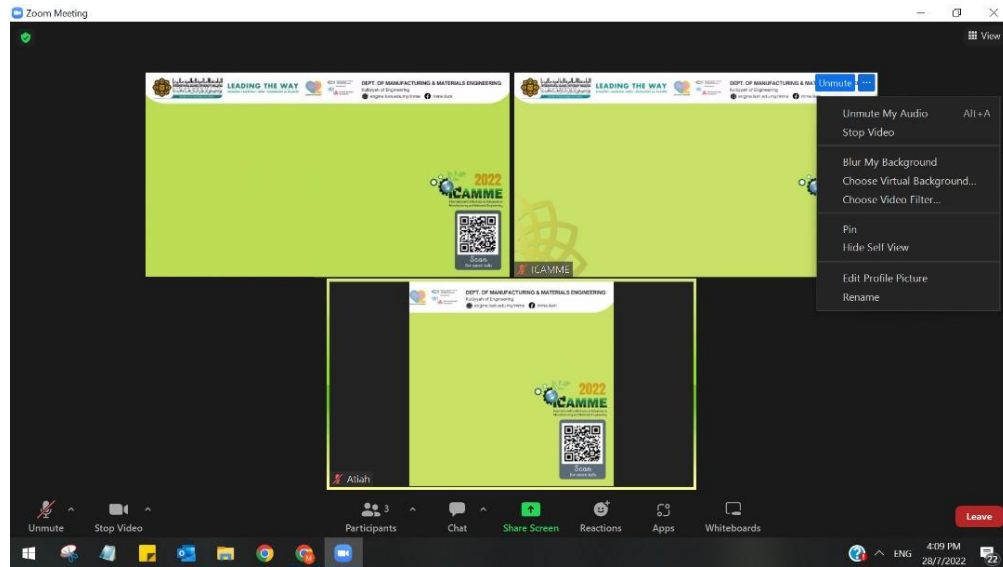 Zoom Meeting
View
LEADING THE WAY
DEPT. OF MANUFACTURING & MATERIALS ENGINEERING
Kulliyyah of Engineering
2022
ICAMME
Scan
LEADING THE WAY
DEPT. OF MANUFACTURING & MAT
Kulliyyah of Engineering
Unmute
...
Unmute My Audio Alt+A
Stop Video
Blur My Background
Choose Virtual Background...
Choose Video Filter...
Pin
Hide Self View
Edit Profile Picture
Rename
ICAMME
DEPT. OF MANUFACTURING & MATERIALS ENGINEERING
Kulliyyah of Engineering
2022
ICAMME
Scan
Atiah
Unmute
Stop Video
3
Participants
Chat
Share Screen
Reactions
Apps
Whiteboards
Leave
ENG
4:09 PM
28/7/2022
22